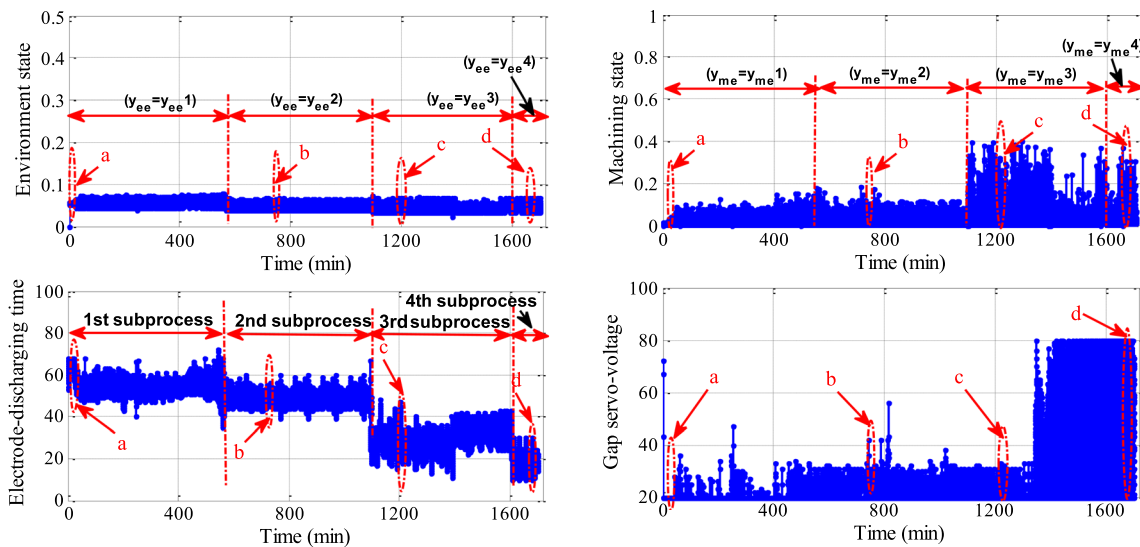 Environment state
0.5
0.4
0.3
0.2
0.1
0
(yee=yee1)
(yee=yee2)
(yee=yee3)
(yee=yee4)
a
b
c
d
0 400 800 1200 1600
Time (min)
Machining state
1
0.8
0.6
0.4
0.2
0
(yme=yme1)
(yme=yme2)
(yme=yme3)
(yme=yme4)
a
b
c
d
0 400 800 1200 1600
Time (min)
Electrode-discharging time
100
80
60
40
20
0
1st subprocess
2nd subprocess
3rd subprocess
4th subprocess
a
b
c
d
0 400 800 1200 1600
Time (min)
Gap servo-voltage
100
80
60
40
20
a
b
c
d
0 400 800 1200 1600
Time (min)